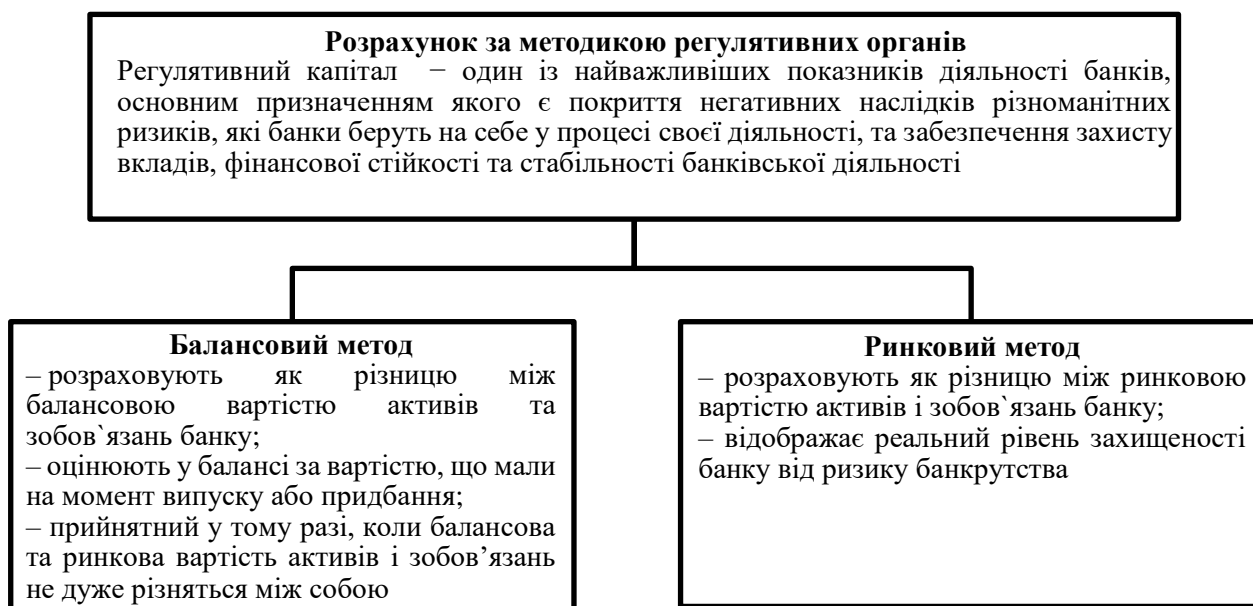 Розрахунок за методикою регулятивних органів
Регулятивний капітал − один із найважливіших показників діяльності банків,
основним призначенням якого є покриття негативних наслідків різноманітних
ризиків, які банки беруть на себе у процесі своєї діяльності, та забезпечення захисту
вкладів, фінансової стійкості та стабільності банківської діяльності
Балансовий метод
– розраховують як різницю між
балансовою вартістю активів та
зобов`язань банку;
– оцінюють у балансі за вартістю, що мали
на момент випуску або придбання;
– прийнятний у тому разі, коли балансова
та ринкова вартість активів і зобов’язань
не дуже різняться між собою
Ринковий метод
– розраховують як різницю між ринковою
вартістю активів і зобов`язань банку;
– відображає реальний рівень захищеності
банку від ризику банкрутства